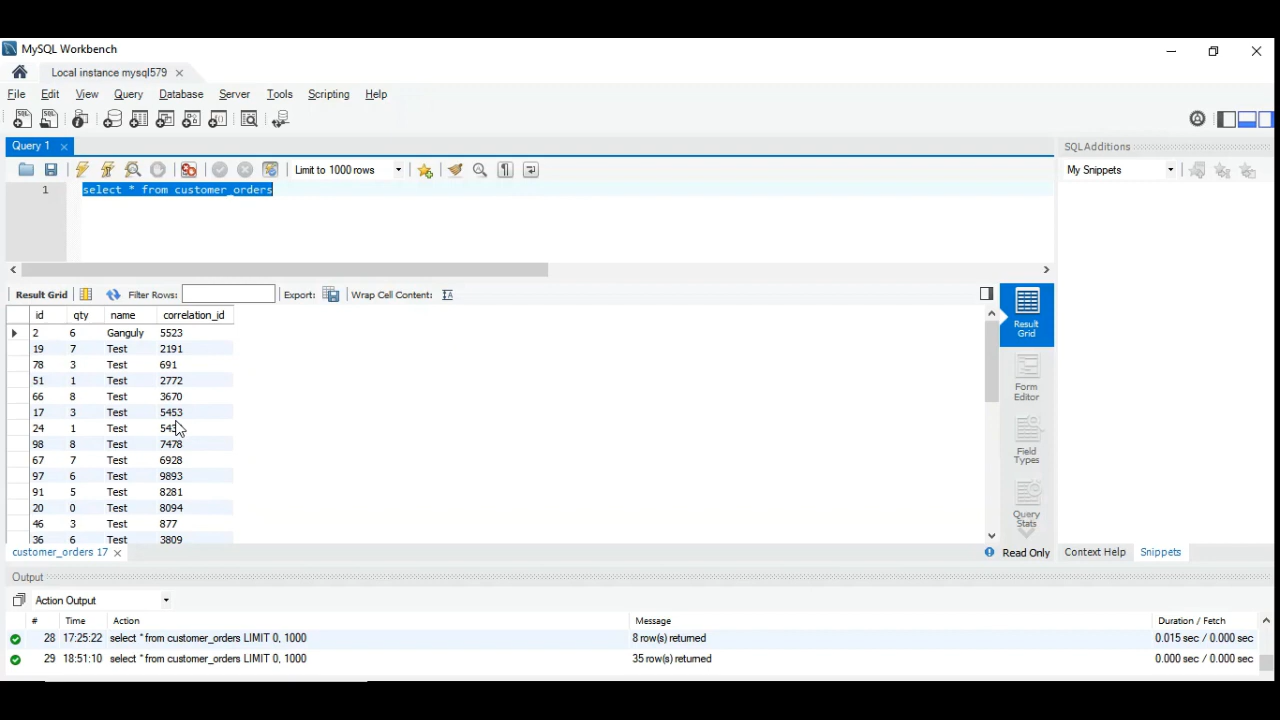 MySQL Workbench
Local instance mysql579
File Edit View Query Database Server Tools Scripting Help
Query 1
SQLAdditions
Limit to 1000 rows
My Snippets
1 select * from customer_orders
Result Grid Filter Rows: Export: Wrap Cell Content:
id qty name correlation_id
2 6 Ganguly 5523
19 7 Test 2191
78 3 Test 691
51 1 Test 2772
66 8 Test 3670
17 3 Test 5453
24 1 Test
98 8 Test 7478
67 7 Test 6928
97 6 Test 9893
91 5 Test 8281
20 0 Test 8094
46 3 Test 877
36 6 Test 3809
Result
Grid
Form
Editor
Field
Types
Query
Stats
customer_orders 17
Read Only
Context Help Snippets
Output
Action Output
# Time Action Message Duration / Fetch
28 17:25:22 select * from customer_orders LIMIT 0, 1000 8 row(s) returned 0.015 sec / 0.000 sec
29 18:51:10 select * from customer_orders LIMIT 0, 1000 35 row(s) returned 0.000 sec / 0.000 sec